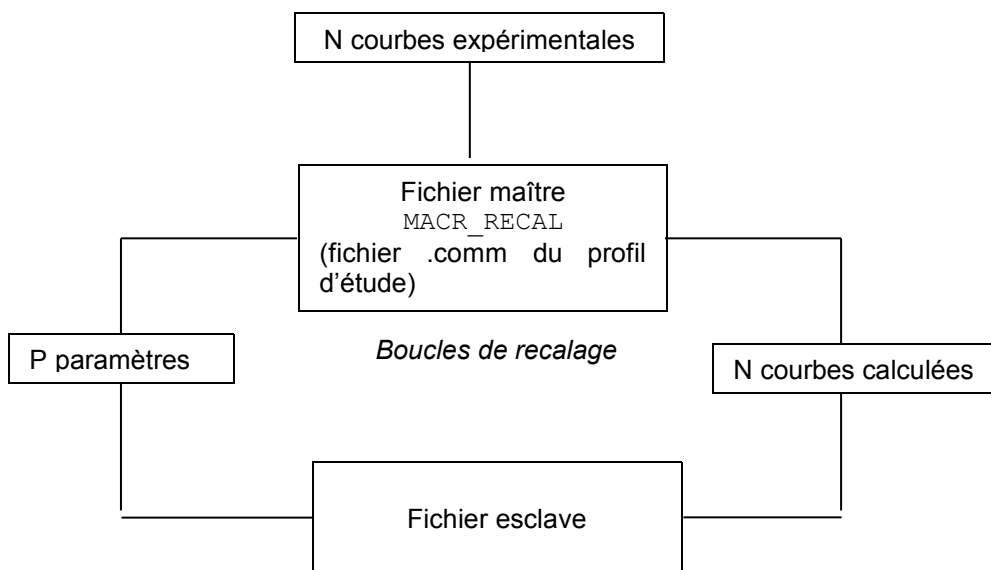 N courbes expérimentales
Fichier maître
MACR_RECAL
(fichier .comm du profil
d’étude)
P paramètres
Boucles de recalage
N courbes calculées
Fichier esclave